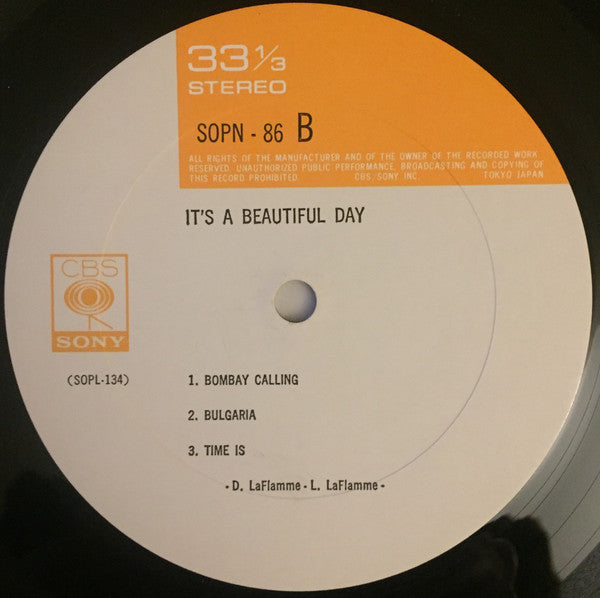 33 1/3
STEREO
SOPN - 86 B
ALL RIGHTS OF THE MANUFACTURER AND OF THE OWNER OF THE RECORDED WORK
RESERVED. UNAUTHORIZED PUBLIC PERFORMANCE, BROADCASTING AND COPYING OF
THIS RECORD PROHIBITED. CBS/SONY INC. TOKYO JAPAN
IT'S A BEAUTIFUL DAY
CBS
SONY
(SOPL-134)
1. BOMBAY CALLING
2. BULGARIA
3. TIME IS
- D. LaFlamme - L. LaFlamme -